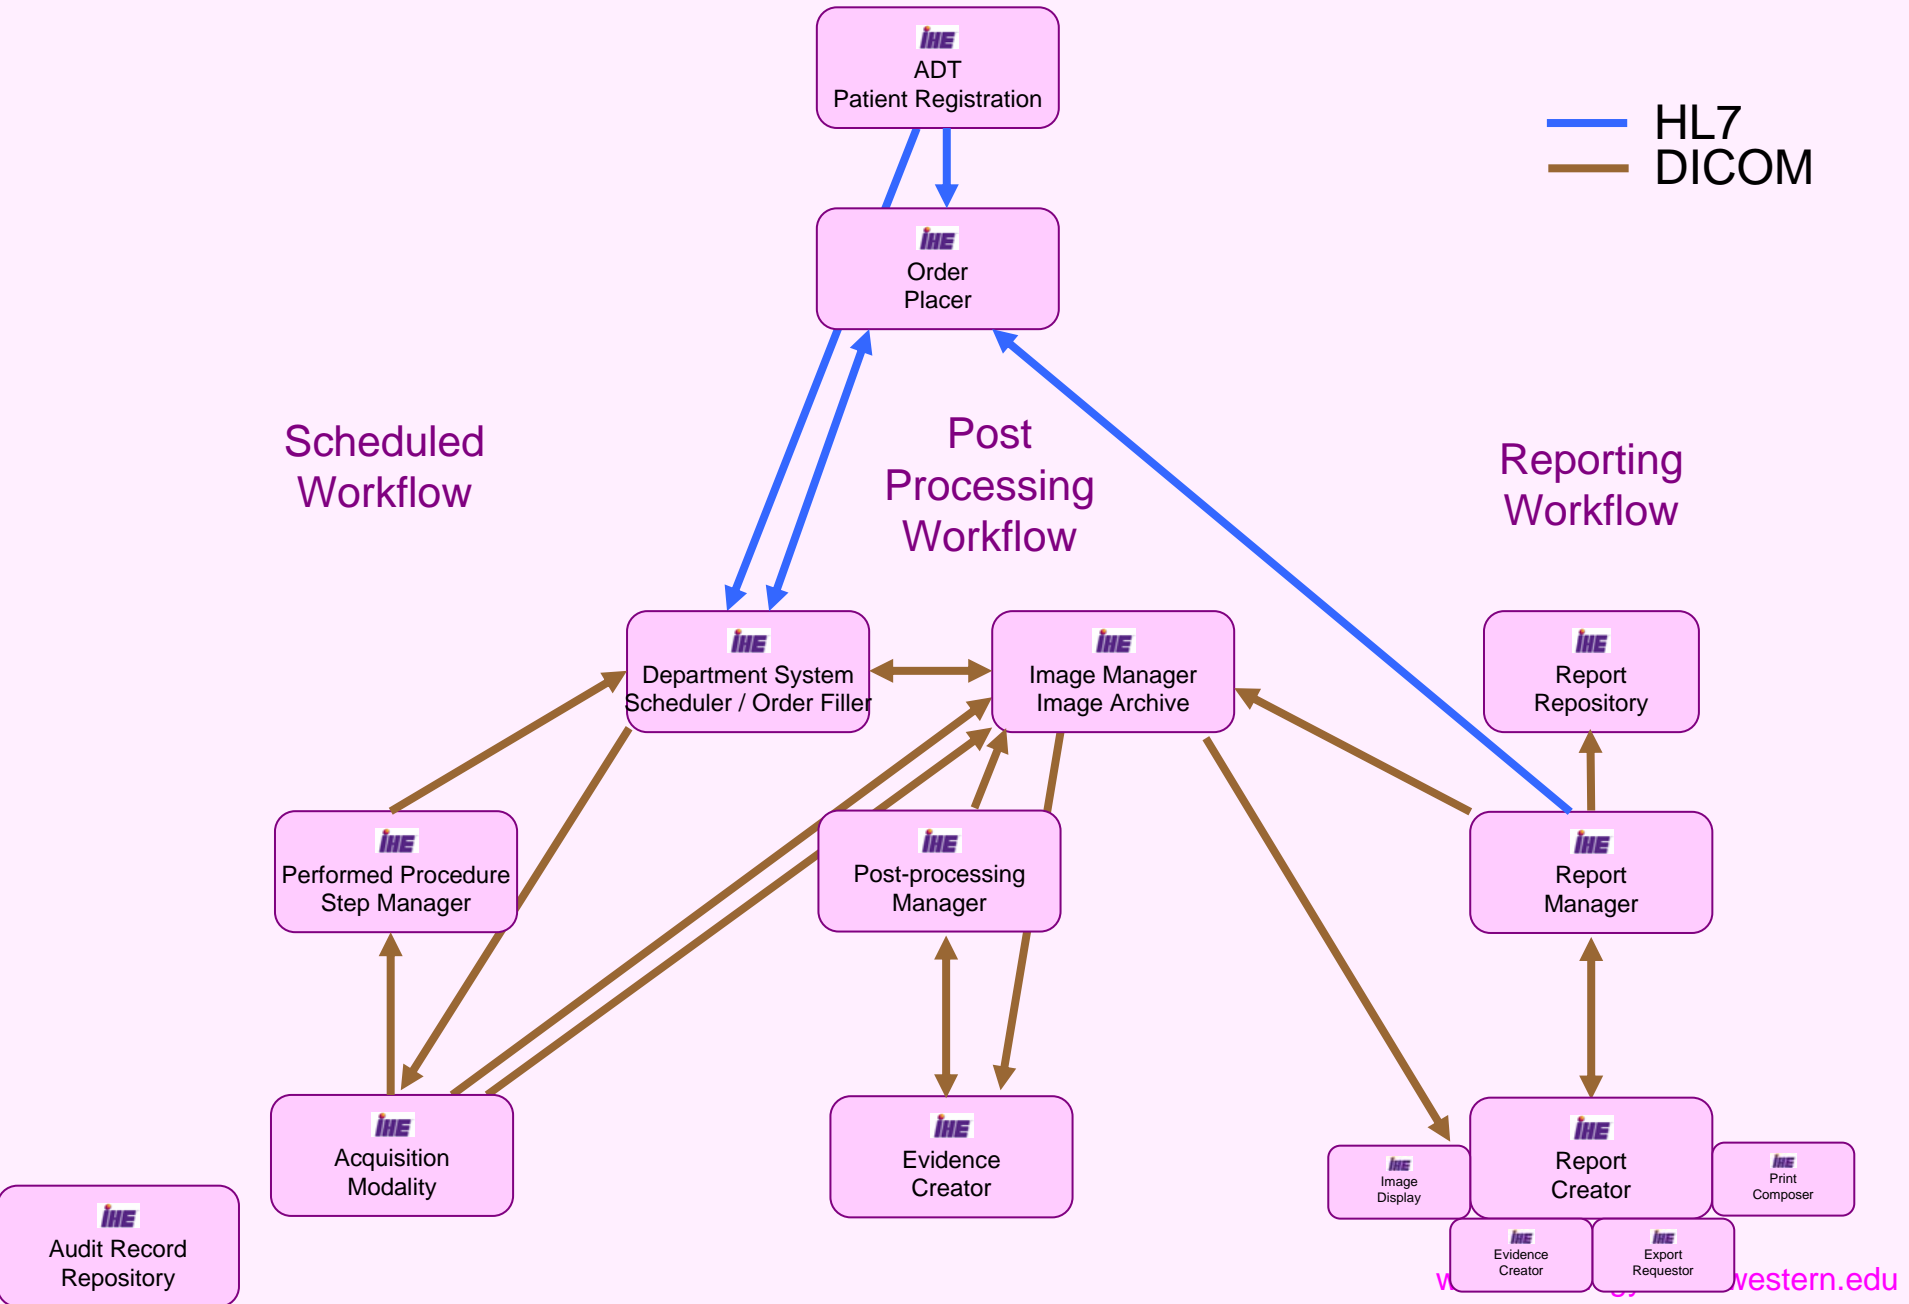 IHE
ADT
Patient Registration
HL7
DICOM
IHE
Order
Placer
Scheduled
Workflow
Post
Processing
Workflow
Reporting
Workflow
IHE
Department System
Scheduler / Order Filler
IHE
Image Manager
Image Archive
IHE
Report
Repository
IHE
Performed Procedure
Step Manager
IHE
Post-processing
Manager
IHE
Report
Manager
IHE
Acquisition
Modality
IHE
Evidence
Creator
IHE
Report
Creator
IHE
Image
Display
IHE
Print
Composer
IHE
Audit Record
Repository
IHE
Evidence
Creator
IHE
Export
Requestor
western.edu